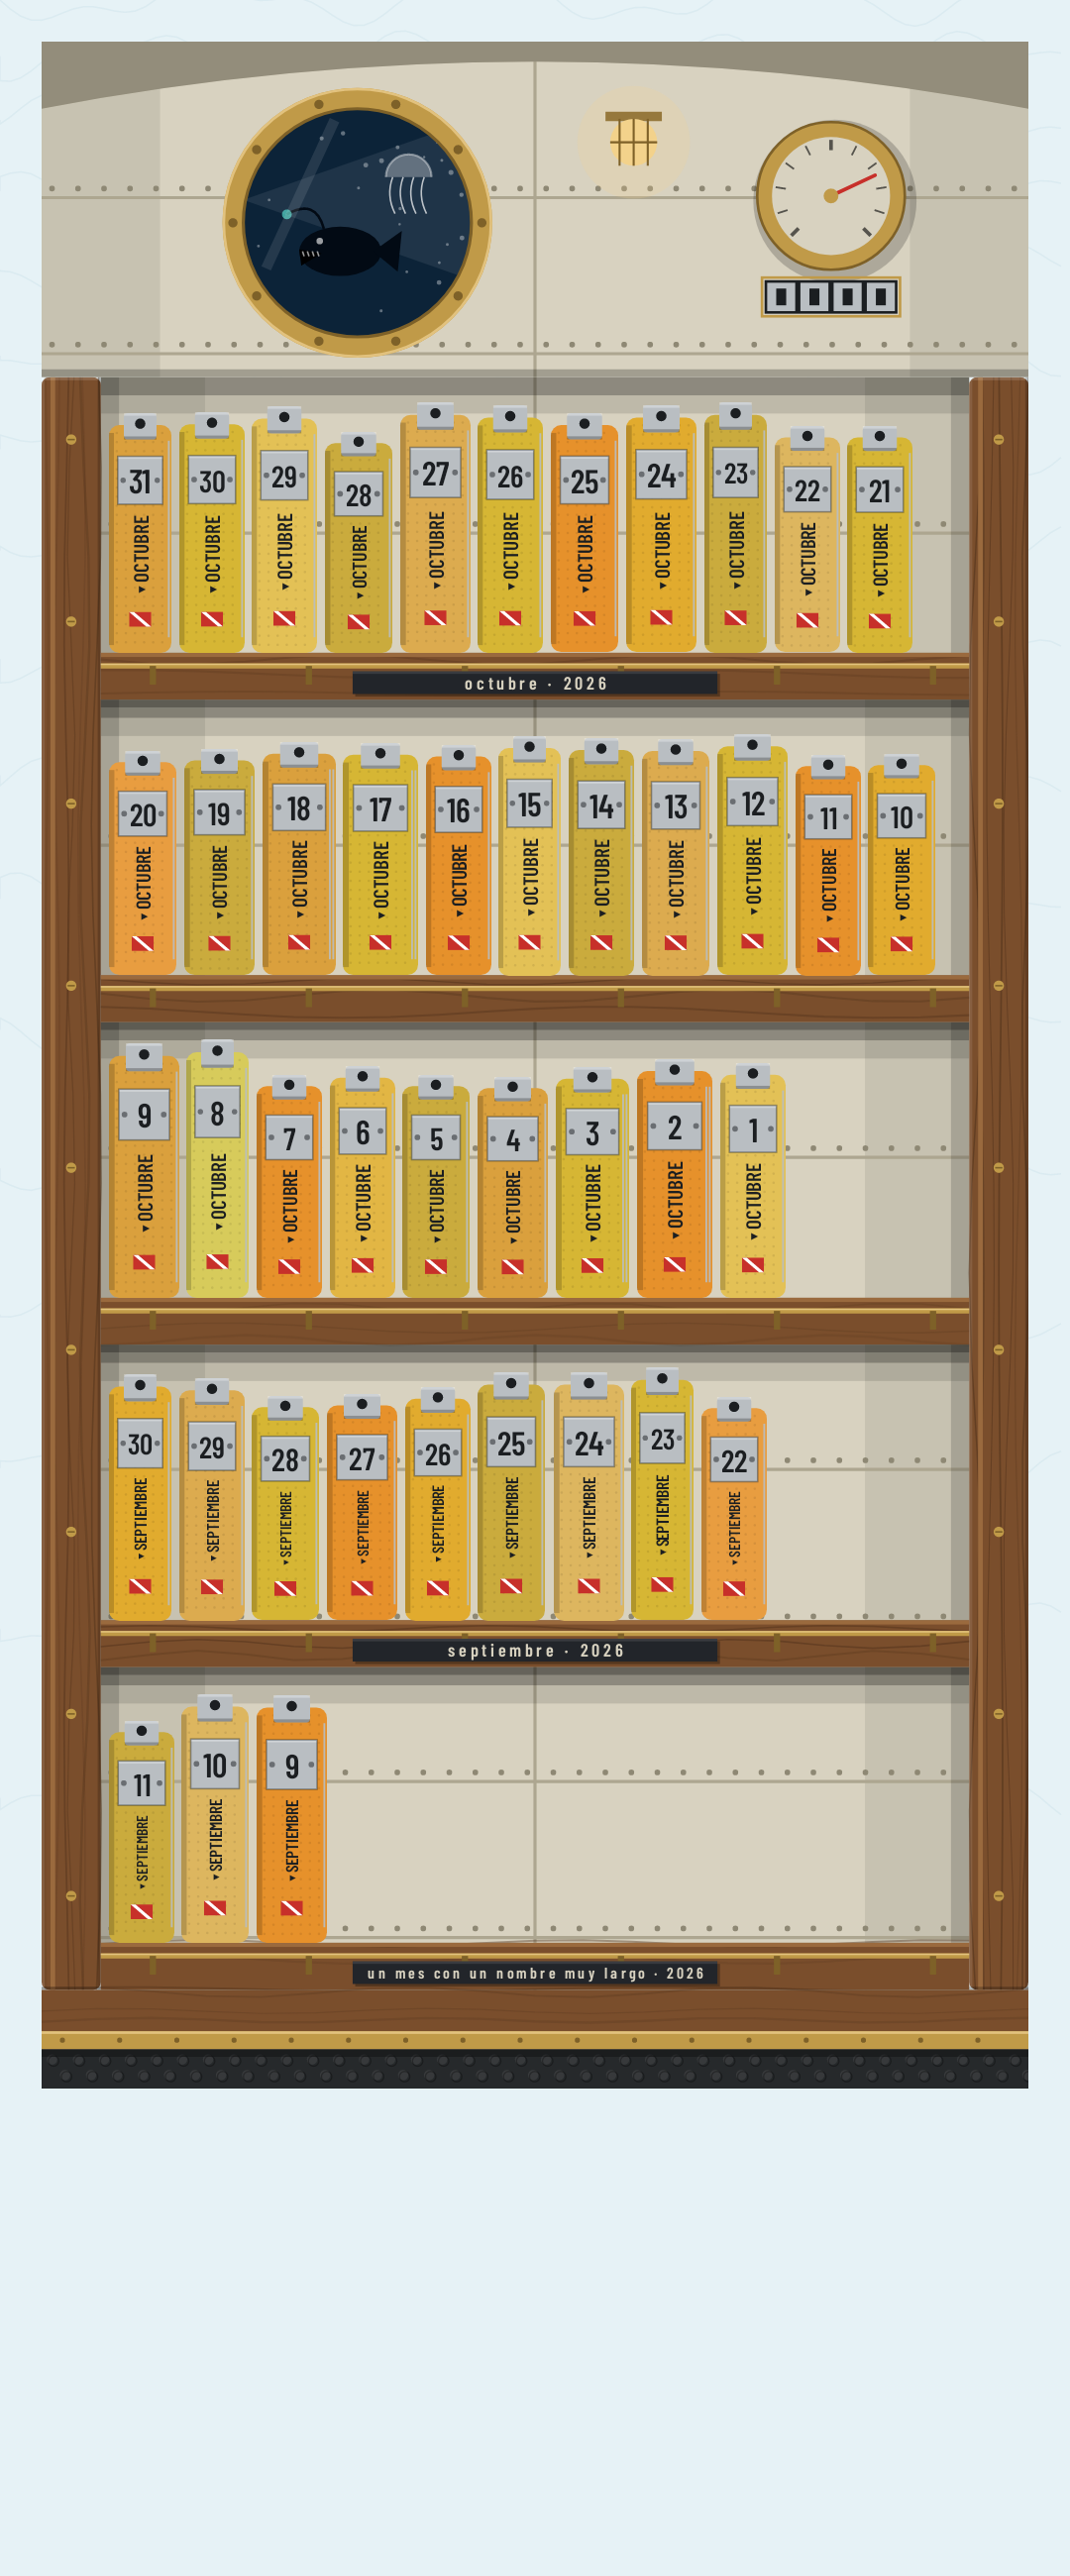 31 30 29 28 27 26 25 24 23 22 21
OCTUBRE OCTUBRE OCTUBRE OCTUBRE OCTUBRE OCTUBRE OCTUBRE OCTUBRE OCTUBRE OCTUBRE OCTUBRE
octubre · 2026
20 19 18 17 16 15 14 13 12 11 10
OCTUBRE OCTUBRE OCTUBRE OCTUBRE OCTUBRE OCTUBRE OCTUBRE OCTUBRE OCTUBRE OCTUBRE OCTUBRE
9 8 7 6 5 4 3 2 1
OCTUBRE OCTUBRE OCTUBRE OCTUBRE OCTUBRE OCTUBRE OCTUBRE OCTUBRE OCTUBRE
30 29 28 27 26 25 24 23 22
SEPTIEMBRE SEPTIEMBRE SEPTIEMBRE SEPTIEMBRE SEPTIEMBRE SEPTIEMBRE SEPTIEMBRE SEPTIEMBRE SEPTIEMBRE
septiembre · 2026
11 10 9
SEPTIEMBRE SEPTIEMBRE SEPTIEMBRE
un mes con un nombre muy largo · 2026